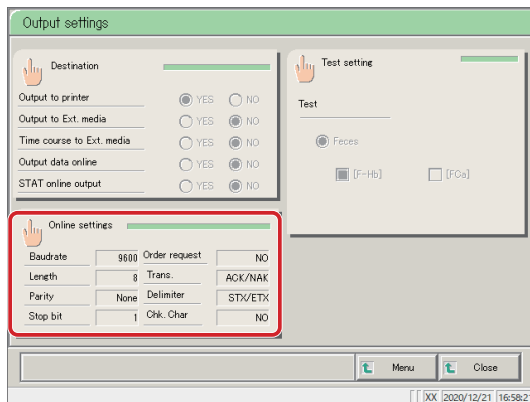 Output settings
Destination
Output to printer YES NO
Output to Ext. media YES NO
Time course to Ext. media YES NO
Output data online YES NO
STAT online output YES NO
Test setting
Test
Feces
[F-Hb] [FCa]
Online settings
Baudrate 9600 Order request NO
Length 8 Trans. ACK/NAK
Parity None Delimiter STX/ETX
Stop bit 1 Chk. Char NO
Menu Close
XX 2020/12/21 16:58:2